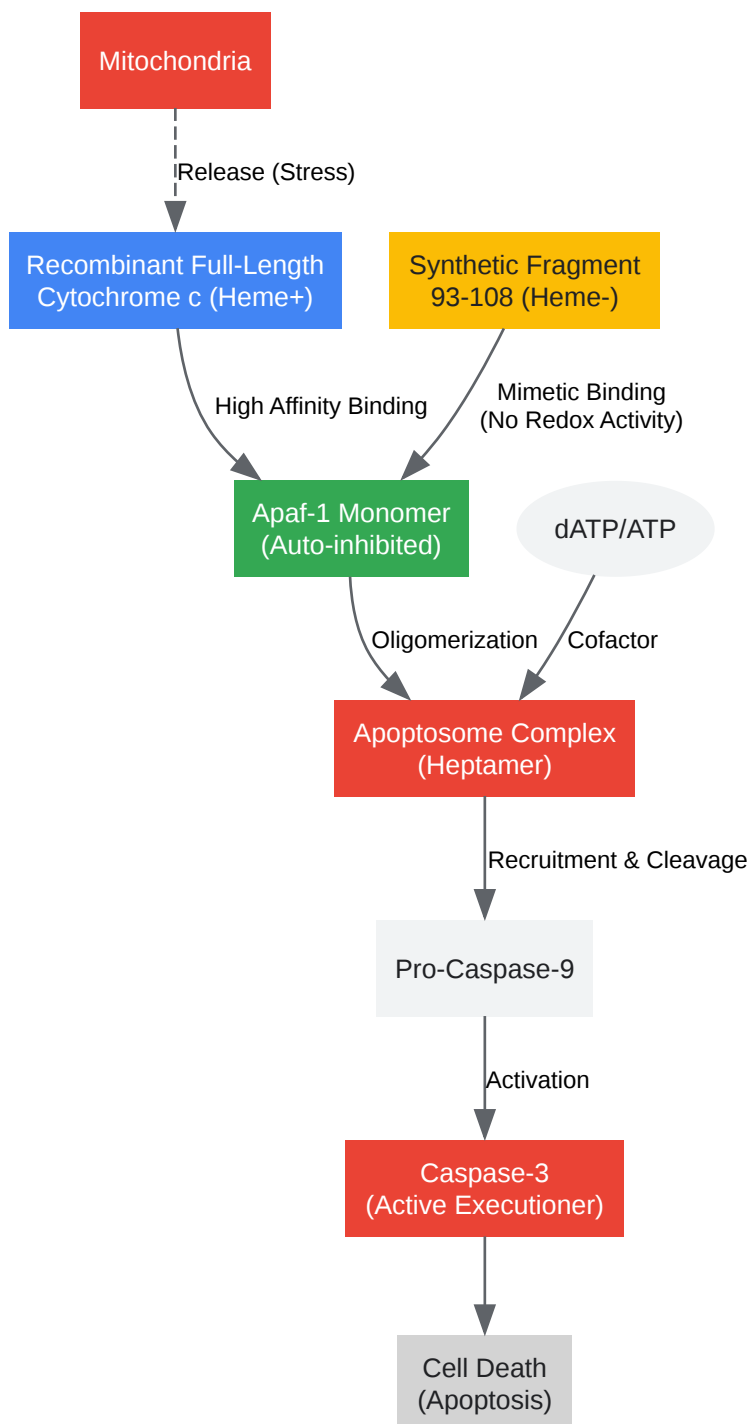 Mitochondria
Release (Stress)
Recombinant Full-Length
Cytochrome c (Heme+)
Synthetic Fragment
93-108 (Heme-)
High Affinity Binding
Mimetic Binding
(No Redox Activity)
Apaf-1 Monomer
(Auto-inhibited)
dATP/ATP
Oligomerization
Cofactor
Apoptosome Complex
(Heptamer)
Recruitment & Cleavage
Pro-Caspase-9
Activation
Caspase-3
(Active Executioner)
Cell Death
(Apoptosis)